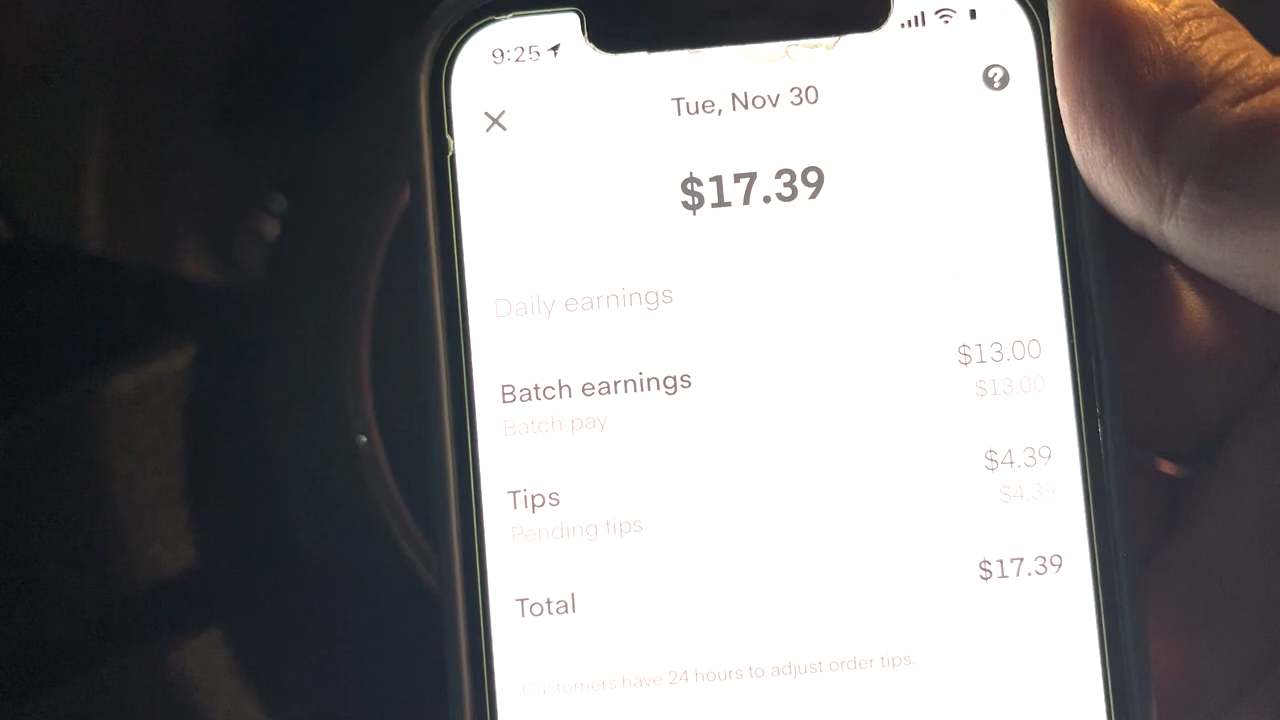 9:25
Tue, Nov 30
$17.39
Daily earnings
Batch earnings $13.00
Batch pay $13.00
Tips $4.39
Pending tips $4.39
Total $17.39
Customers have 24 hours to adjust order tips.